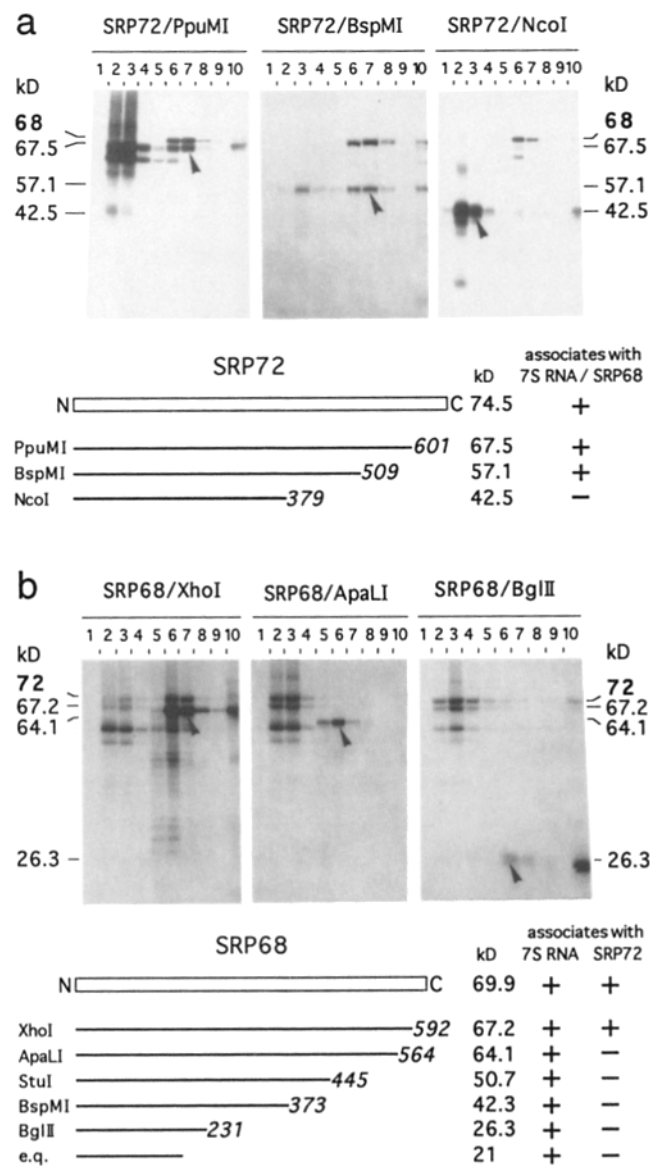 a
SRP72/PpuMI SRP72/BspMI SRP72/NcoI
1 2 3 4 5 6 7 8 9 10 1 2 3 4 5 6 7 8 9 10 1 2 3 4 5 6 7 8 9 10
kD kD
68 68
67.5 67.5
57.1 57.1
42.5 42.5
SRP72 kD associates with 7S RNA / SRP68
N C 74.5 +
PpuMI 601 67.5 +
BspMI 509 57.1 +
NcoI 379 42.5 −
b
SRP68/XhoI SRP68/ApaLI SRP68/BglII
1 2 3 4 5 6 7 8 9 10 1 2 3 4 5 6 7 8 9 10 1 2 3 4 5 6 7 8 9 10
kD kD
72 72
67.2 67.2
64.1 64.1
26.3 26.3
SRP68 associates with
kD 7S RNA SRP72
N C 69.9 + +
XhoI 592 67.2 + +
ApaLI 564 64.1 + −
StuI 445 50.7 + −
BspMI 373 42.3 + −
BglII 231 26.3 + −
e.q. 21 + −